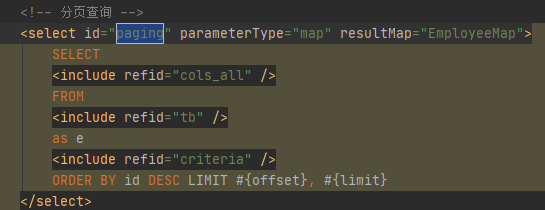 <!-- 分页查询 -->
<select id="paging" parameterType="map" resultMap="EmployeeMap">
SELECT
<include refid="cols_all" />
FROM
<include refid="tb" />
as e
<include refid="criteria" />
ORDER BY id DESC LIMIT #{offset}, #{limit}
</select>